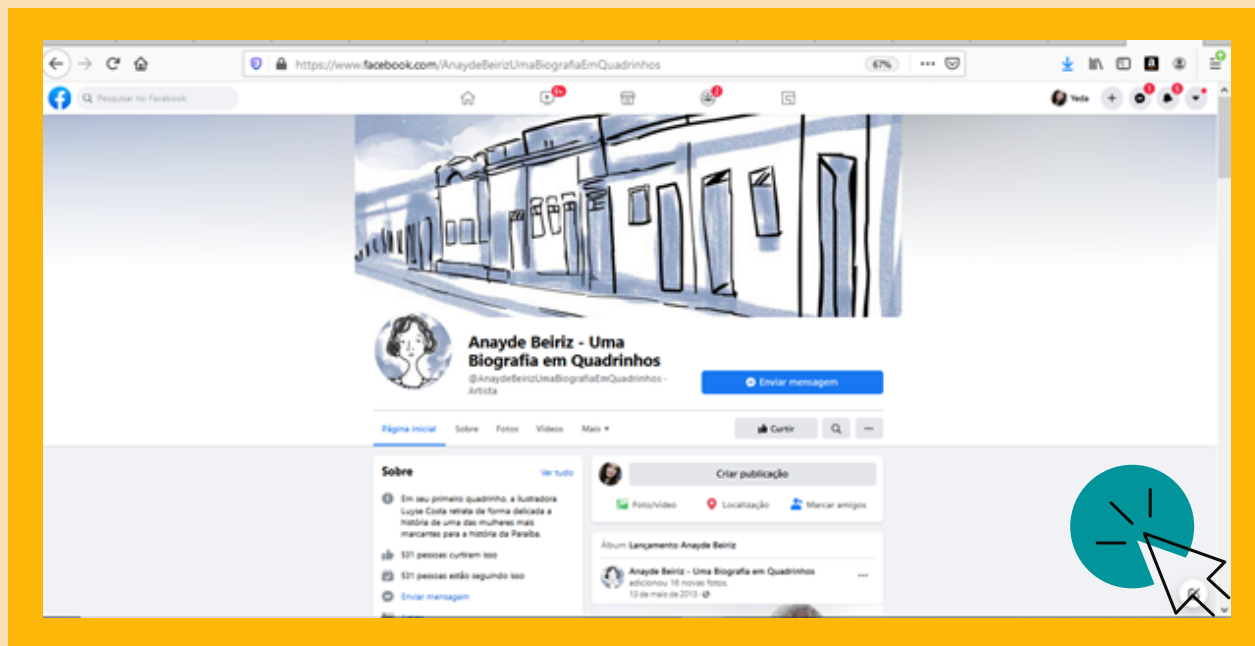 https://www.facebook.com/AnaydeBeirizUmaBiografiaEmQuadrinhos
67%
Pesquisar no Facebook
9+
2
Yeda
Anayde Beiriz - Uma
Biografia em Quadrinhos
@AnaydeBeirizUmaBiografiaEmQuadrinhos -
Artista
Enviar mensagem
Página inicial Sobre Fotos Vídeos Mais
Curtir
Sobre
Ver tudo
Em seu primeiro quadrinho, a ilustradora
Luyse Costa retrata de forma delicada a
história de uma das mulheres mais
marcantes para a história da Paraíba.
531 pessoas curtiram isso
531 pessoas estão seguindo isso
Enviar mensagem
Criar publicação
Foto/vídeo Localização Marcar amigos
Álbum Lançamento Anayde Beiriz
Anayde Beiriz - Uma Biografia em Quadrinhos
adicionou 18 novas fotos.
13 de maio de 2013